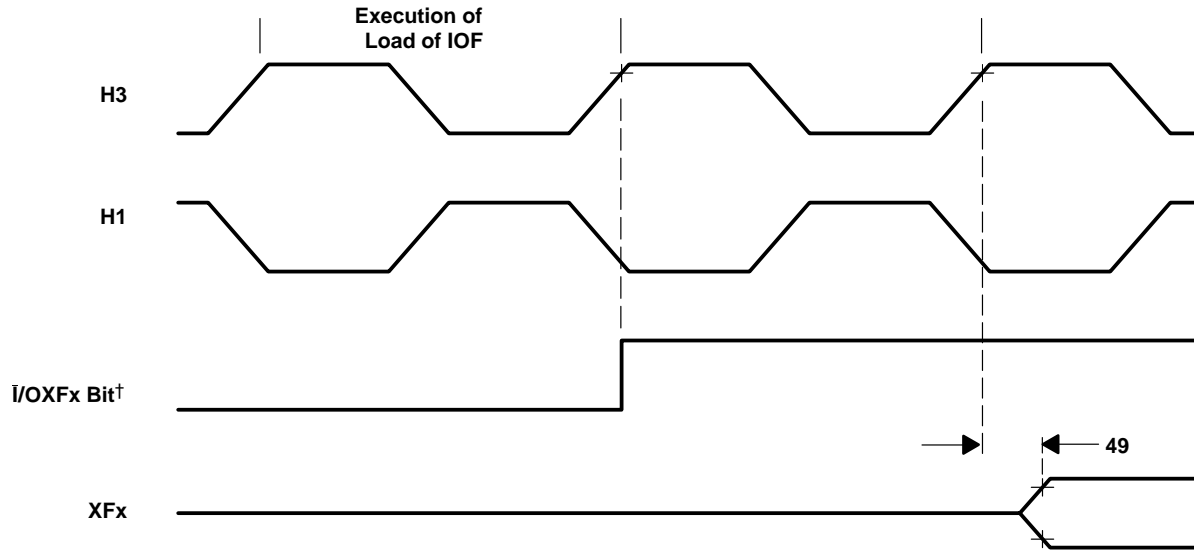 Execution of
Load of IOF
H3
H1
Ī/OXFx Bit†
49
XFx